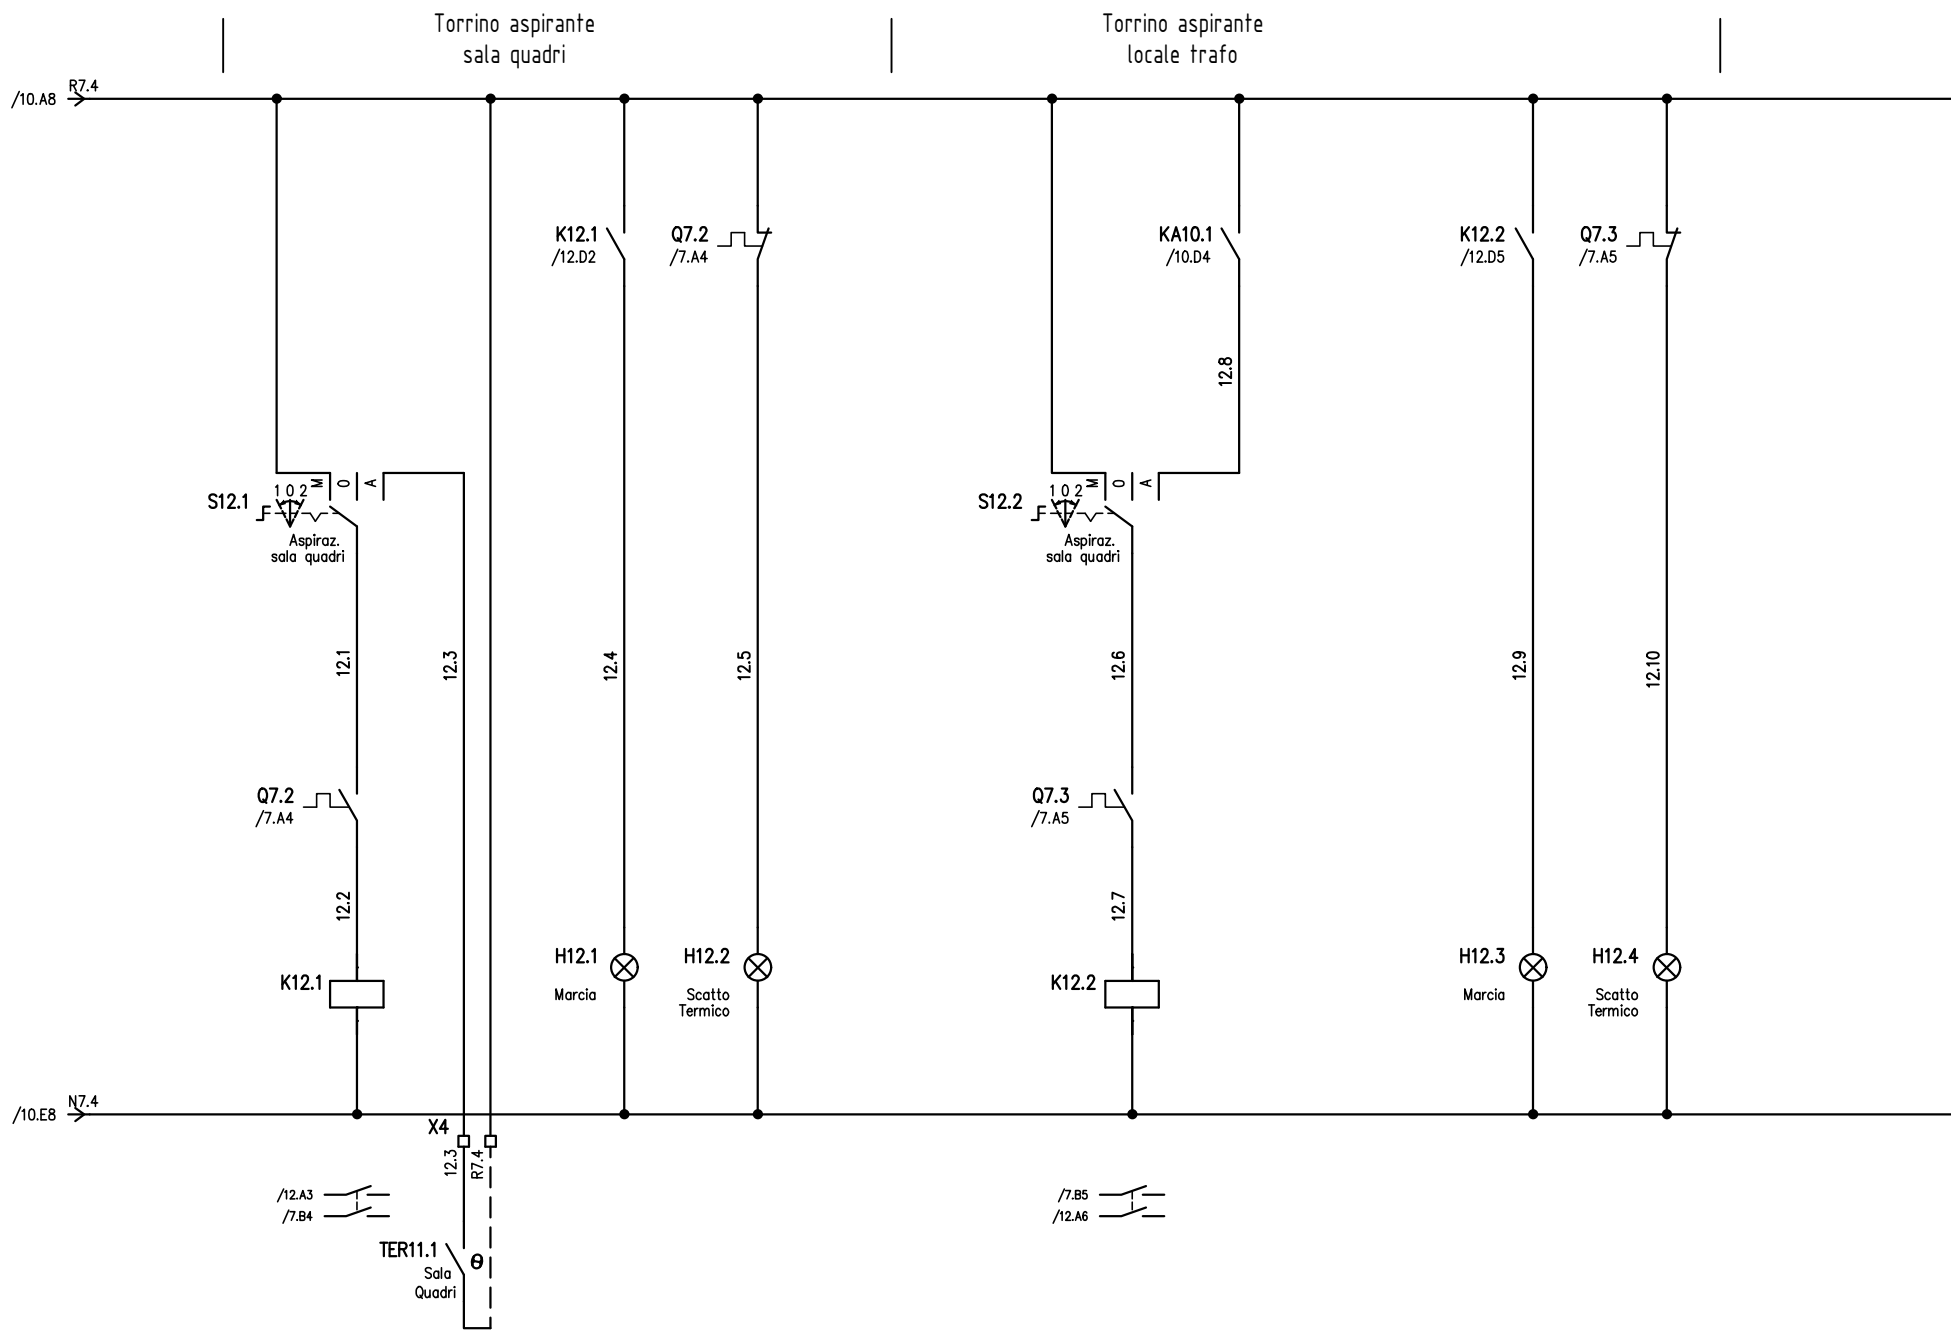 Torrino aspirante
sala quadri
Torrino aspirante
locale trafo
/10.A8
R7.4
K12.1
/12.D2
Q7.2
/7.A4
KA10.1
/10.D4
K12.2
/12.D5
Q7.3
/7.A5
12.8
S12.1
1 0 2
M
0
A
Aspiraz.
sala quadri
S12.2
1 0 2
M
0
A
Aspiraz.
sala quadri
12.1
12.3
12.4
12.5
12.6
12.9
12.10
Q7.2
/7.A4
Q7.3
/7.A5
12.2
12.7
K12.1
H12.1
Marcia
H12.2
Scatto
Termico
K12.2
H12.3
Marcia
H12.4
Scatto
Termico
/10.E8
N7.4
X4
12.3
R7.4
/12.A3
/7.B4
/7.B5
/12.A6
TER11.1
Sala
Quadri
θ